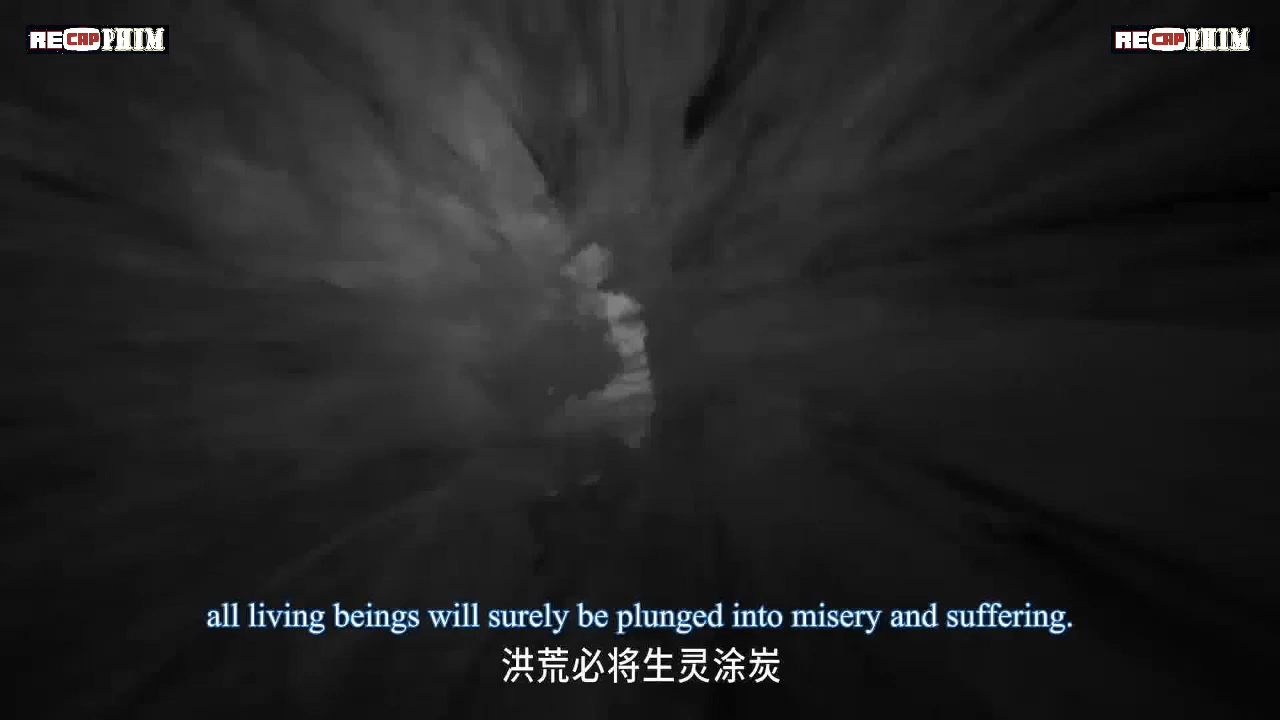 RECAPPHIM
RECAPPHIM
all living beings will surely be plunged into misery and suffering.
洪荒必将生灵涂炭